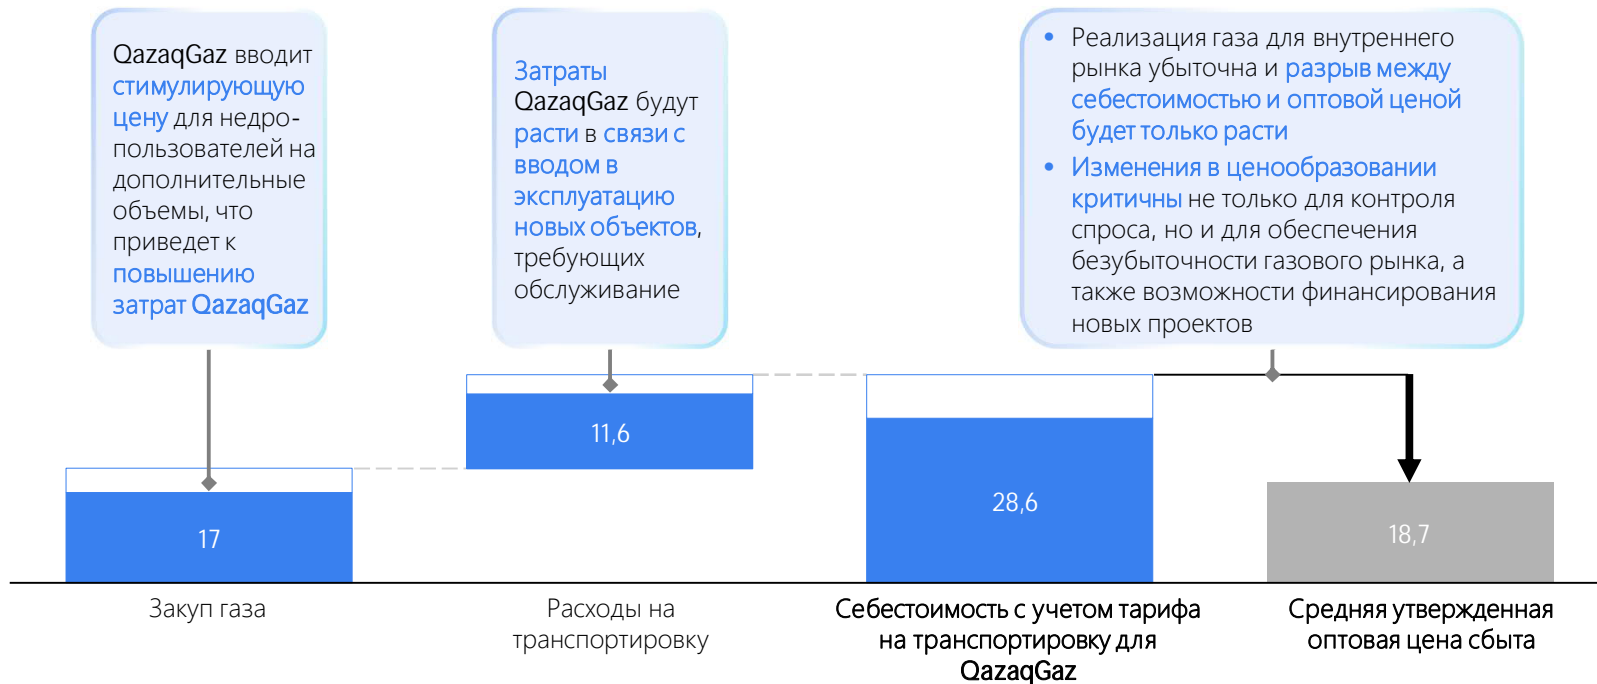 QazaqGaz вводит
стимулирующую
цену для недро-
пользователей на
дополнительные
объемы, что
приведет к
повышению
затрат QazaqGaz
Затраты
QazaqGaz будут
расти в связи с
вводом в
эксплуатацию
новых объектов,
требующих
обслуживание
• Реализация газа для внутреннего
рынка убыточна и разрыв между
себестоимостью и оптовой ценой
будет только расти
• Изменения в ценообразовании
критичны не только для контроля
спроса, но и для обеспечения
безубыточности газового рынка, а
также возможности финансирования
новых проектов
17
11,6
28,6
18,7
Закуп газа
Расходы на
транспортировку
Себестоимость с учетом тарифа
на транспортировку для
QazaqGaz
Средняя утвержденная
оптовая цена сбыта